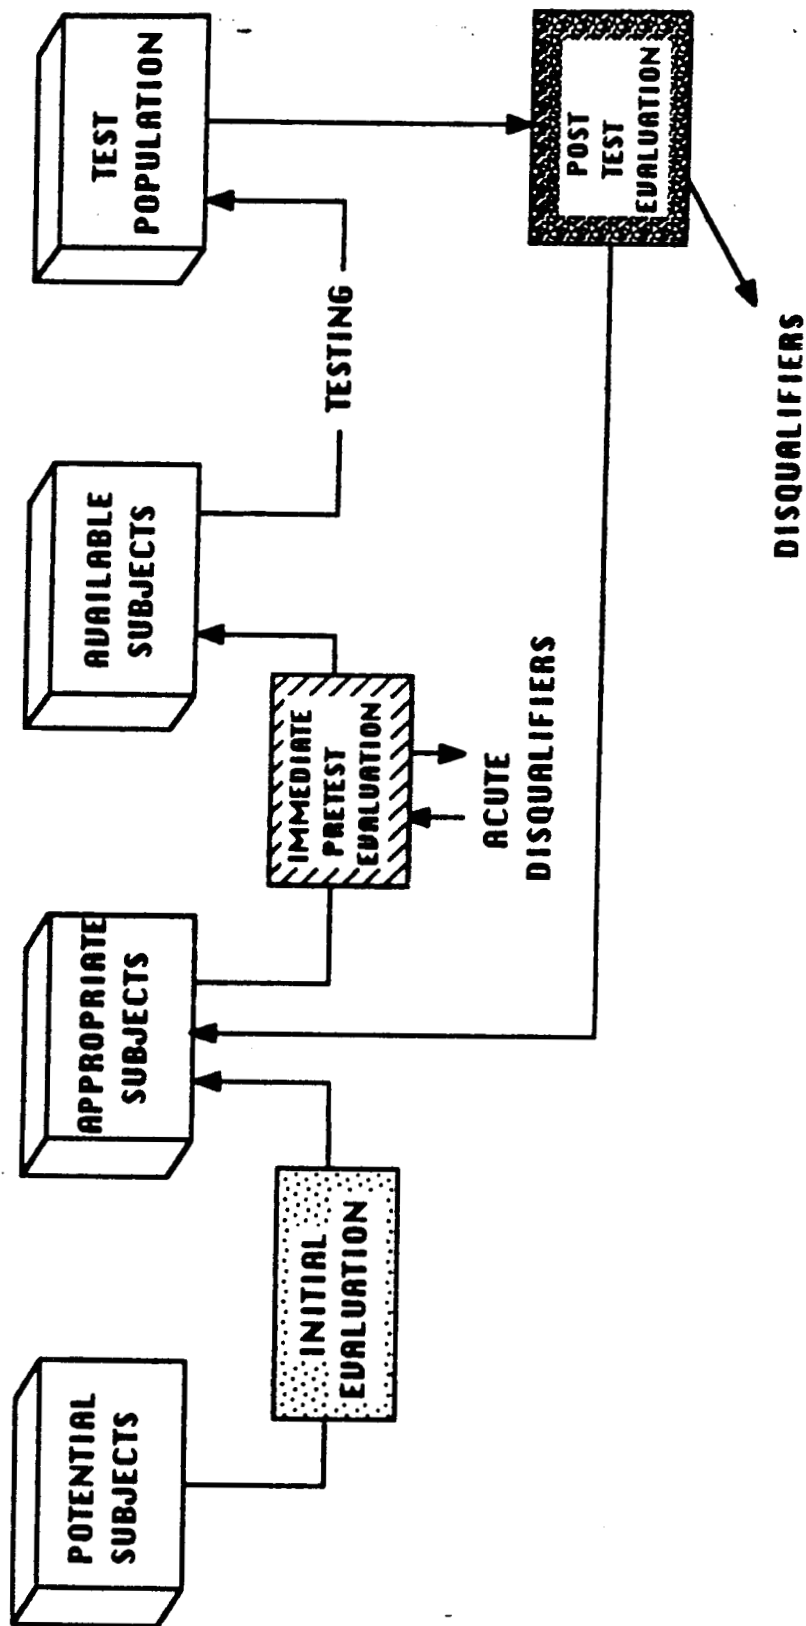 POTENTIAL
SUBJECTS
INITIAL
EVALUATION
APPROPRIATE
SUBJECTS
IMMEDIATE
PRETEST
EVALUATION
ACUTE
DISQUALIFIERS
AVAILABLE
SUBJECTS
TESTING
TEST
POPULATION
POST
TEST
EVALUATION
DISQUALIFIERS